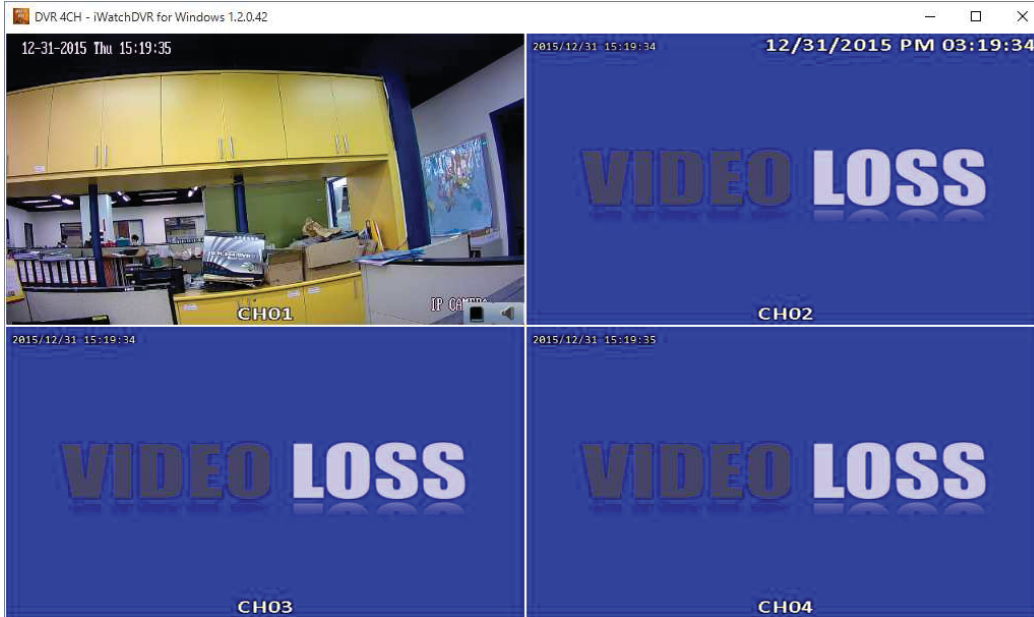 DVR 4CH - iWatchDVR for Windows 1.2.0.42
12-31-2015 Thu 15:19:35
IP CAMERA
CH01
2015/12/31 15:19:34
12/31/2015 PM 03:19:34
VIDEO LOSS
CH02
2015/12/31 15:19:34
VIDEO LOSS
CH03
2015/12/31 15:19:35
VIDEO LOSS
CH04